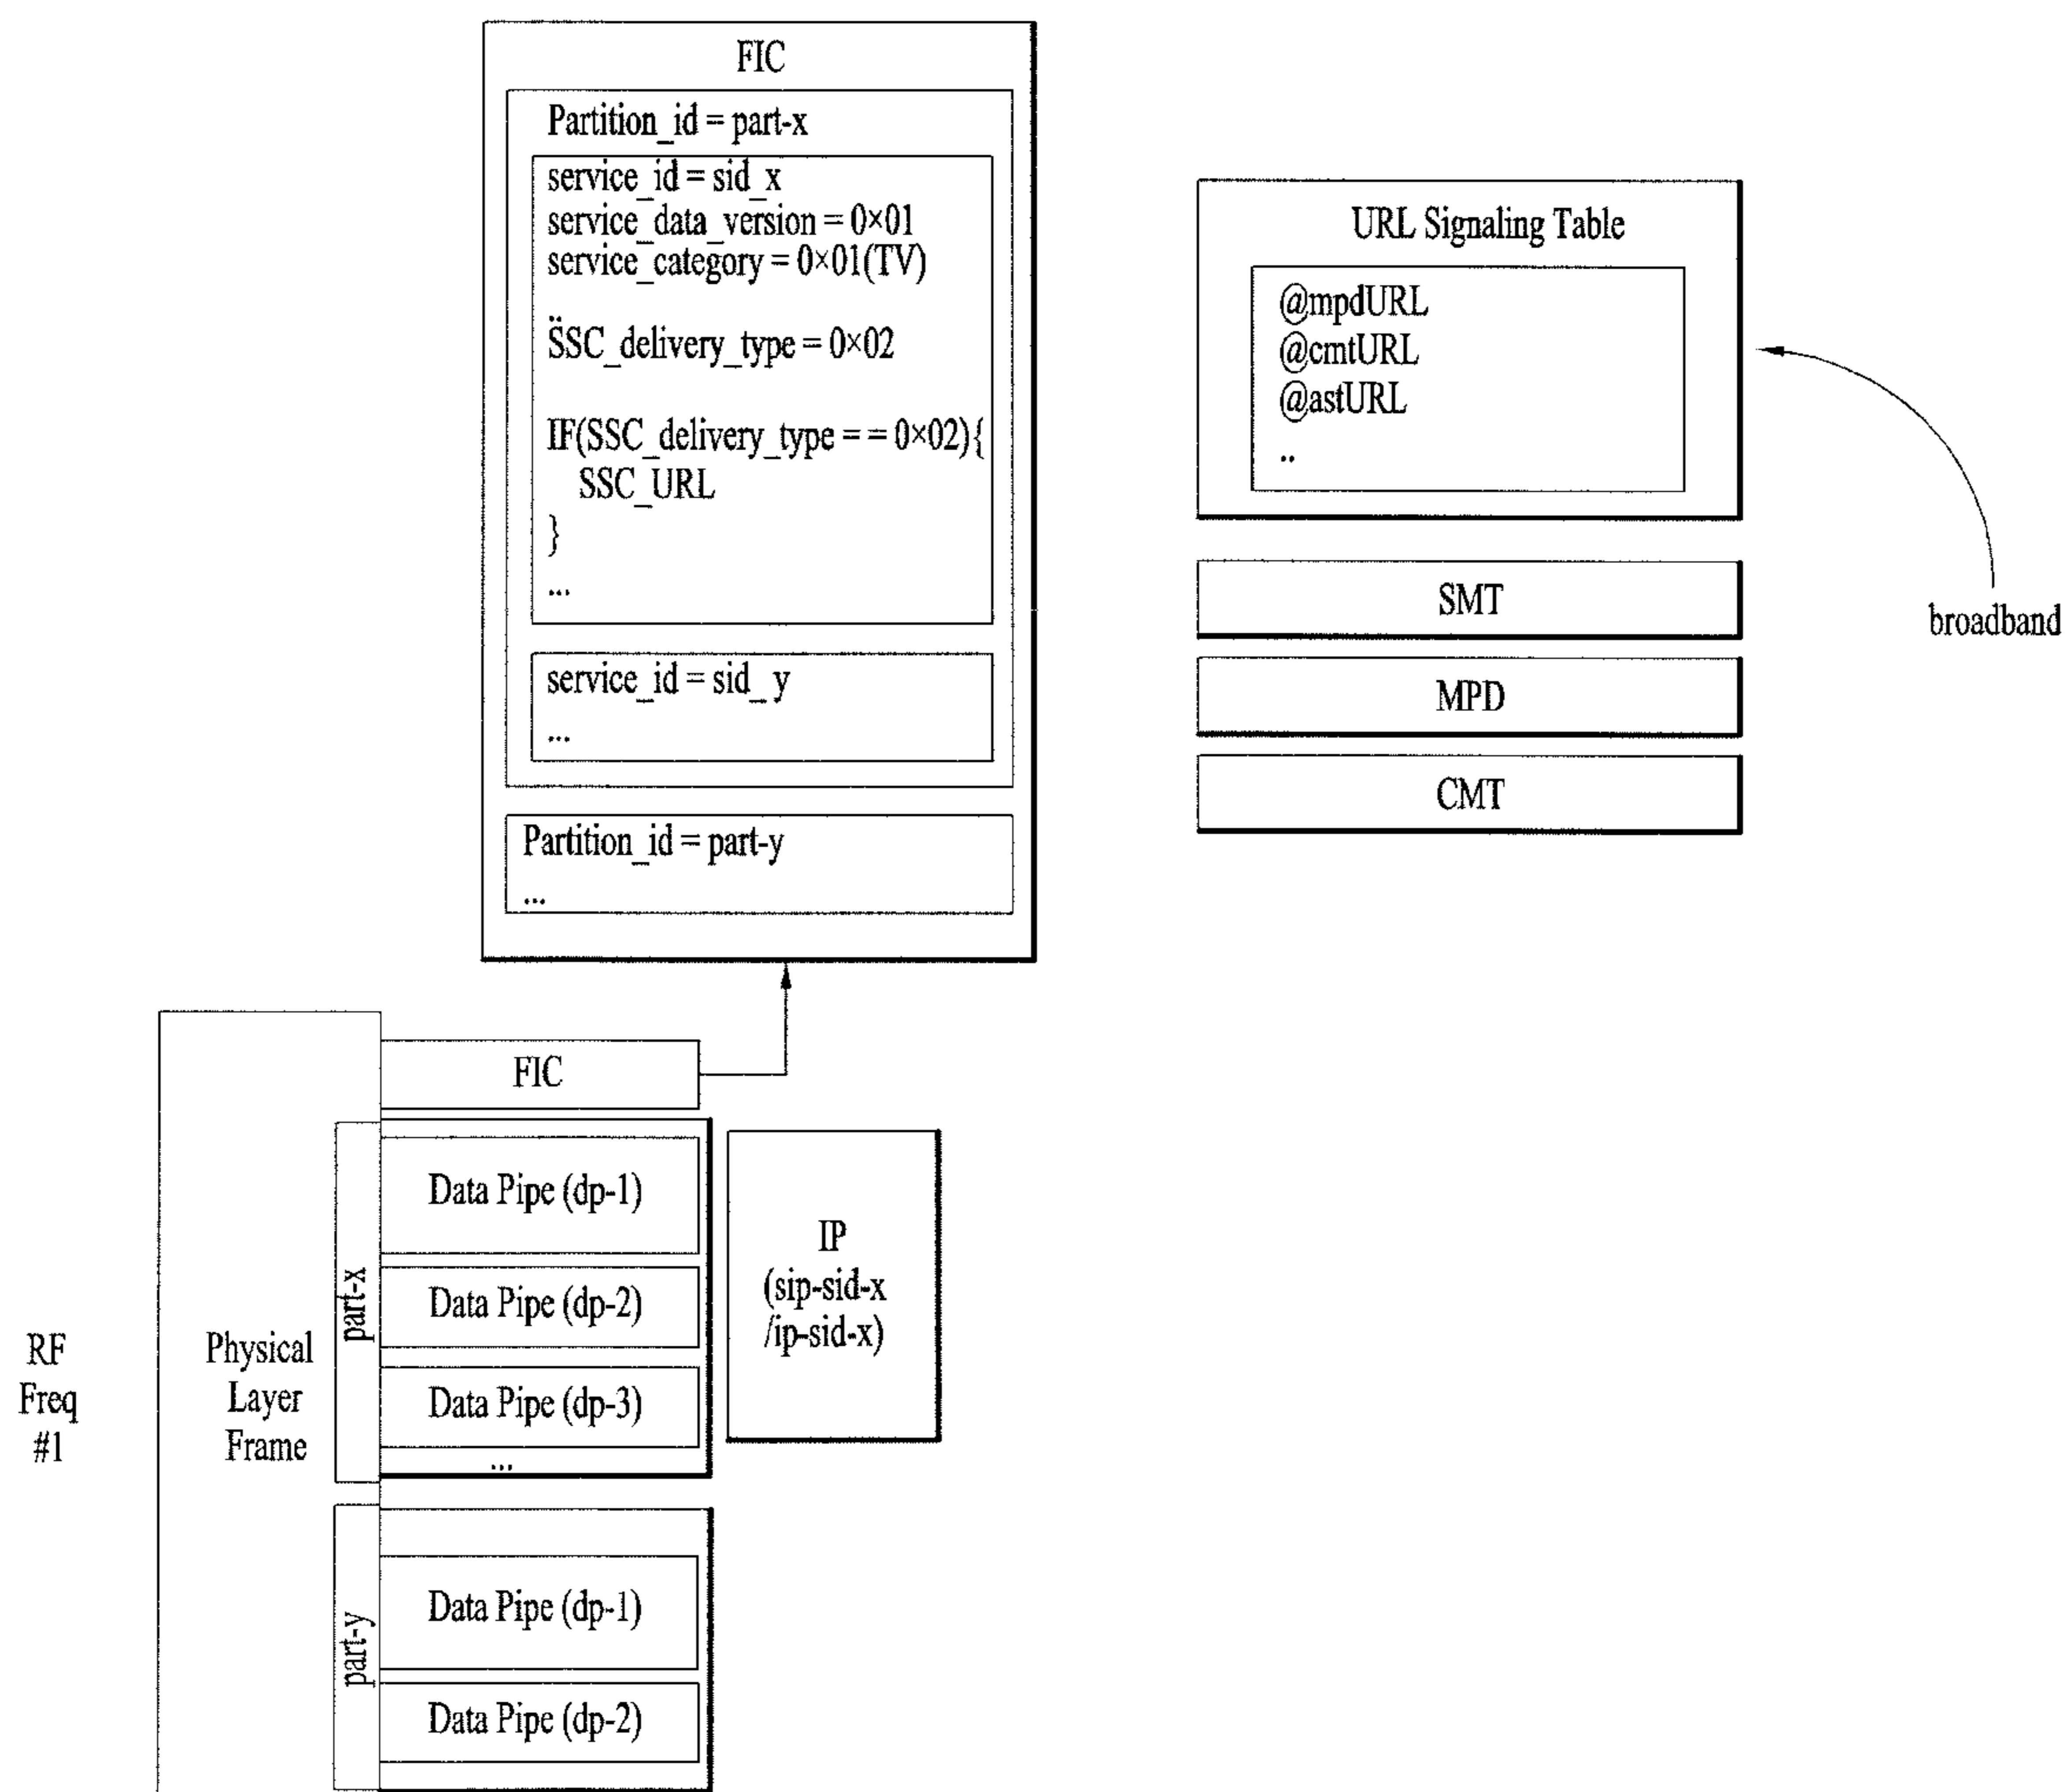 FIC
Partition_id = part-x
service_id = sid_x
service_data_version = 0×01
service_category = 0×01(TV)
..
SSC_delivery_type = 0×02
IF(SSC_delivery_type = = 0×02){
SSC_URL
}
...
service_id = sid_y
...
Partition_id = part-y
...
URL Signaling Table
@mpdURL
@cmtURL
@astURL
..
SMT
MPD
CMT
broadband
RF
Freq
#1
Physical
Layer
Frame
FIC
part-x
Data Pipe (dp-1)
Data Pipe (dp-2)
Data Pipe (dp-3)
...
IP
(sip-sid-x
/ip-sid-x)
part-y
Data Pipe (dp-1)
Data Pipe (dp-2)